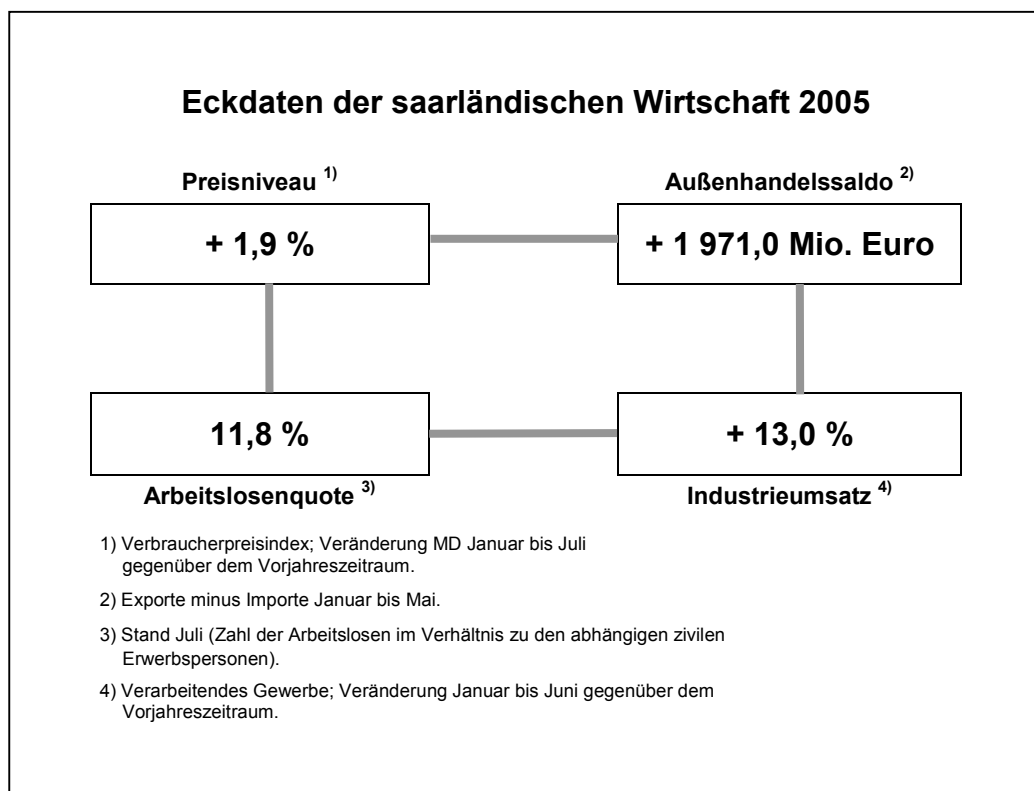 Eckdaten der saarländischen Wirtschaft 2005
Preisniveau 1)
Außenhandelssaldo 2)
+ 1,9 %
+ 1 971,0 Mio. Euro
11,8 %
+ 13,0 %
Arbeitslosenquote 3)
Industrieumsatz 4)
1) Verbraucherpreisindex; Veränderung MD Januar bis Juli
gegenüber dem Vorjahreszeitraum.
2) Exporte minus Importe Januar bis Mai.
3) Stand Juli (Zahl der Arbeitslosen im Verhältnis zu den abhängigen zivilen
Erwerbspersonen).
4) Verarbeitendes Gewerbe; Veränderung Januar bis Juni gegenüber dem
Vorjahreszeitraum.